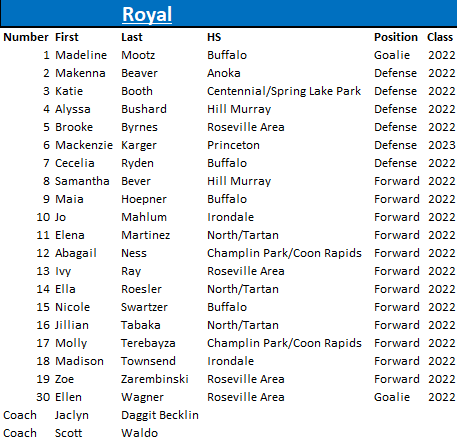 Royal
Number First Last HS Position Class
1 Madeline Mootz Buffalo Goalie 2022
2 Makenna Beaver Anoka Defense 2022
3 Katie Booth Centennial/Spring Lake Park Defense 2022
4 Alyssa Bushard Hill Murray Defense 2022
5 Brooke Byrnes Roseville Area Defense 2022
6 Mackenzie Karger Princeton Defense 2023
7 Cecelia Ryden Buffalo Defense 2022
8 Samantha Bever Hill Murray Forward 2022
9 Maia Hoepner Buffalo Forward 2022
10 Jo Mahlum Irondale Forward 2022
11 Elena Martinez North/Tartan Forward 2022
12 Abagail Ness Champlin Park/Coon Rapids Forward 2022
13 Ivy Ray Roseville Area Forward 2022
14 Ella Roesler North/Tartan Forward 2022
15 Nicole Swartzer Buffalo Forward 2022
16 Jillian Tabaka North/Tartan Forward 2022
17 Molly Terebayza Champlin Park/Coon Rapids Forward 2022
18 Madison Townsend Irondale Forward 2022
19 Zoe Zarembinski Roseville Area Forward 2022
30 Ellen Wagner Roseville Area Goalie 2022
Coach Jaclyn Daggit Becklin
Coach Scott Waldo